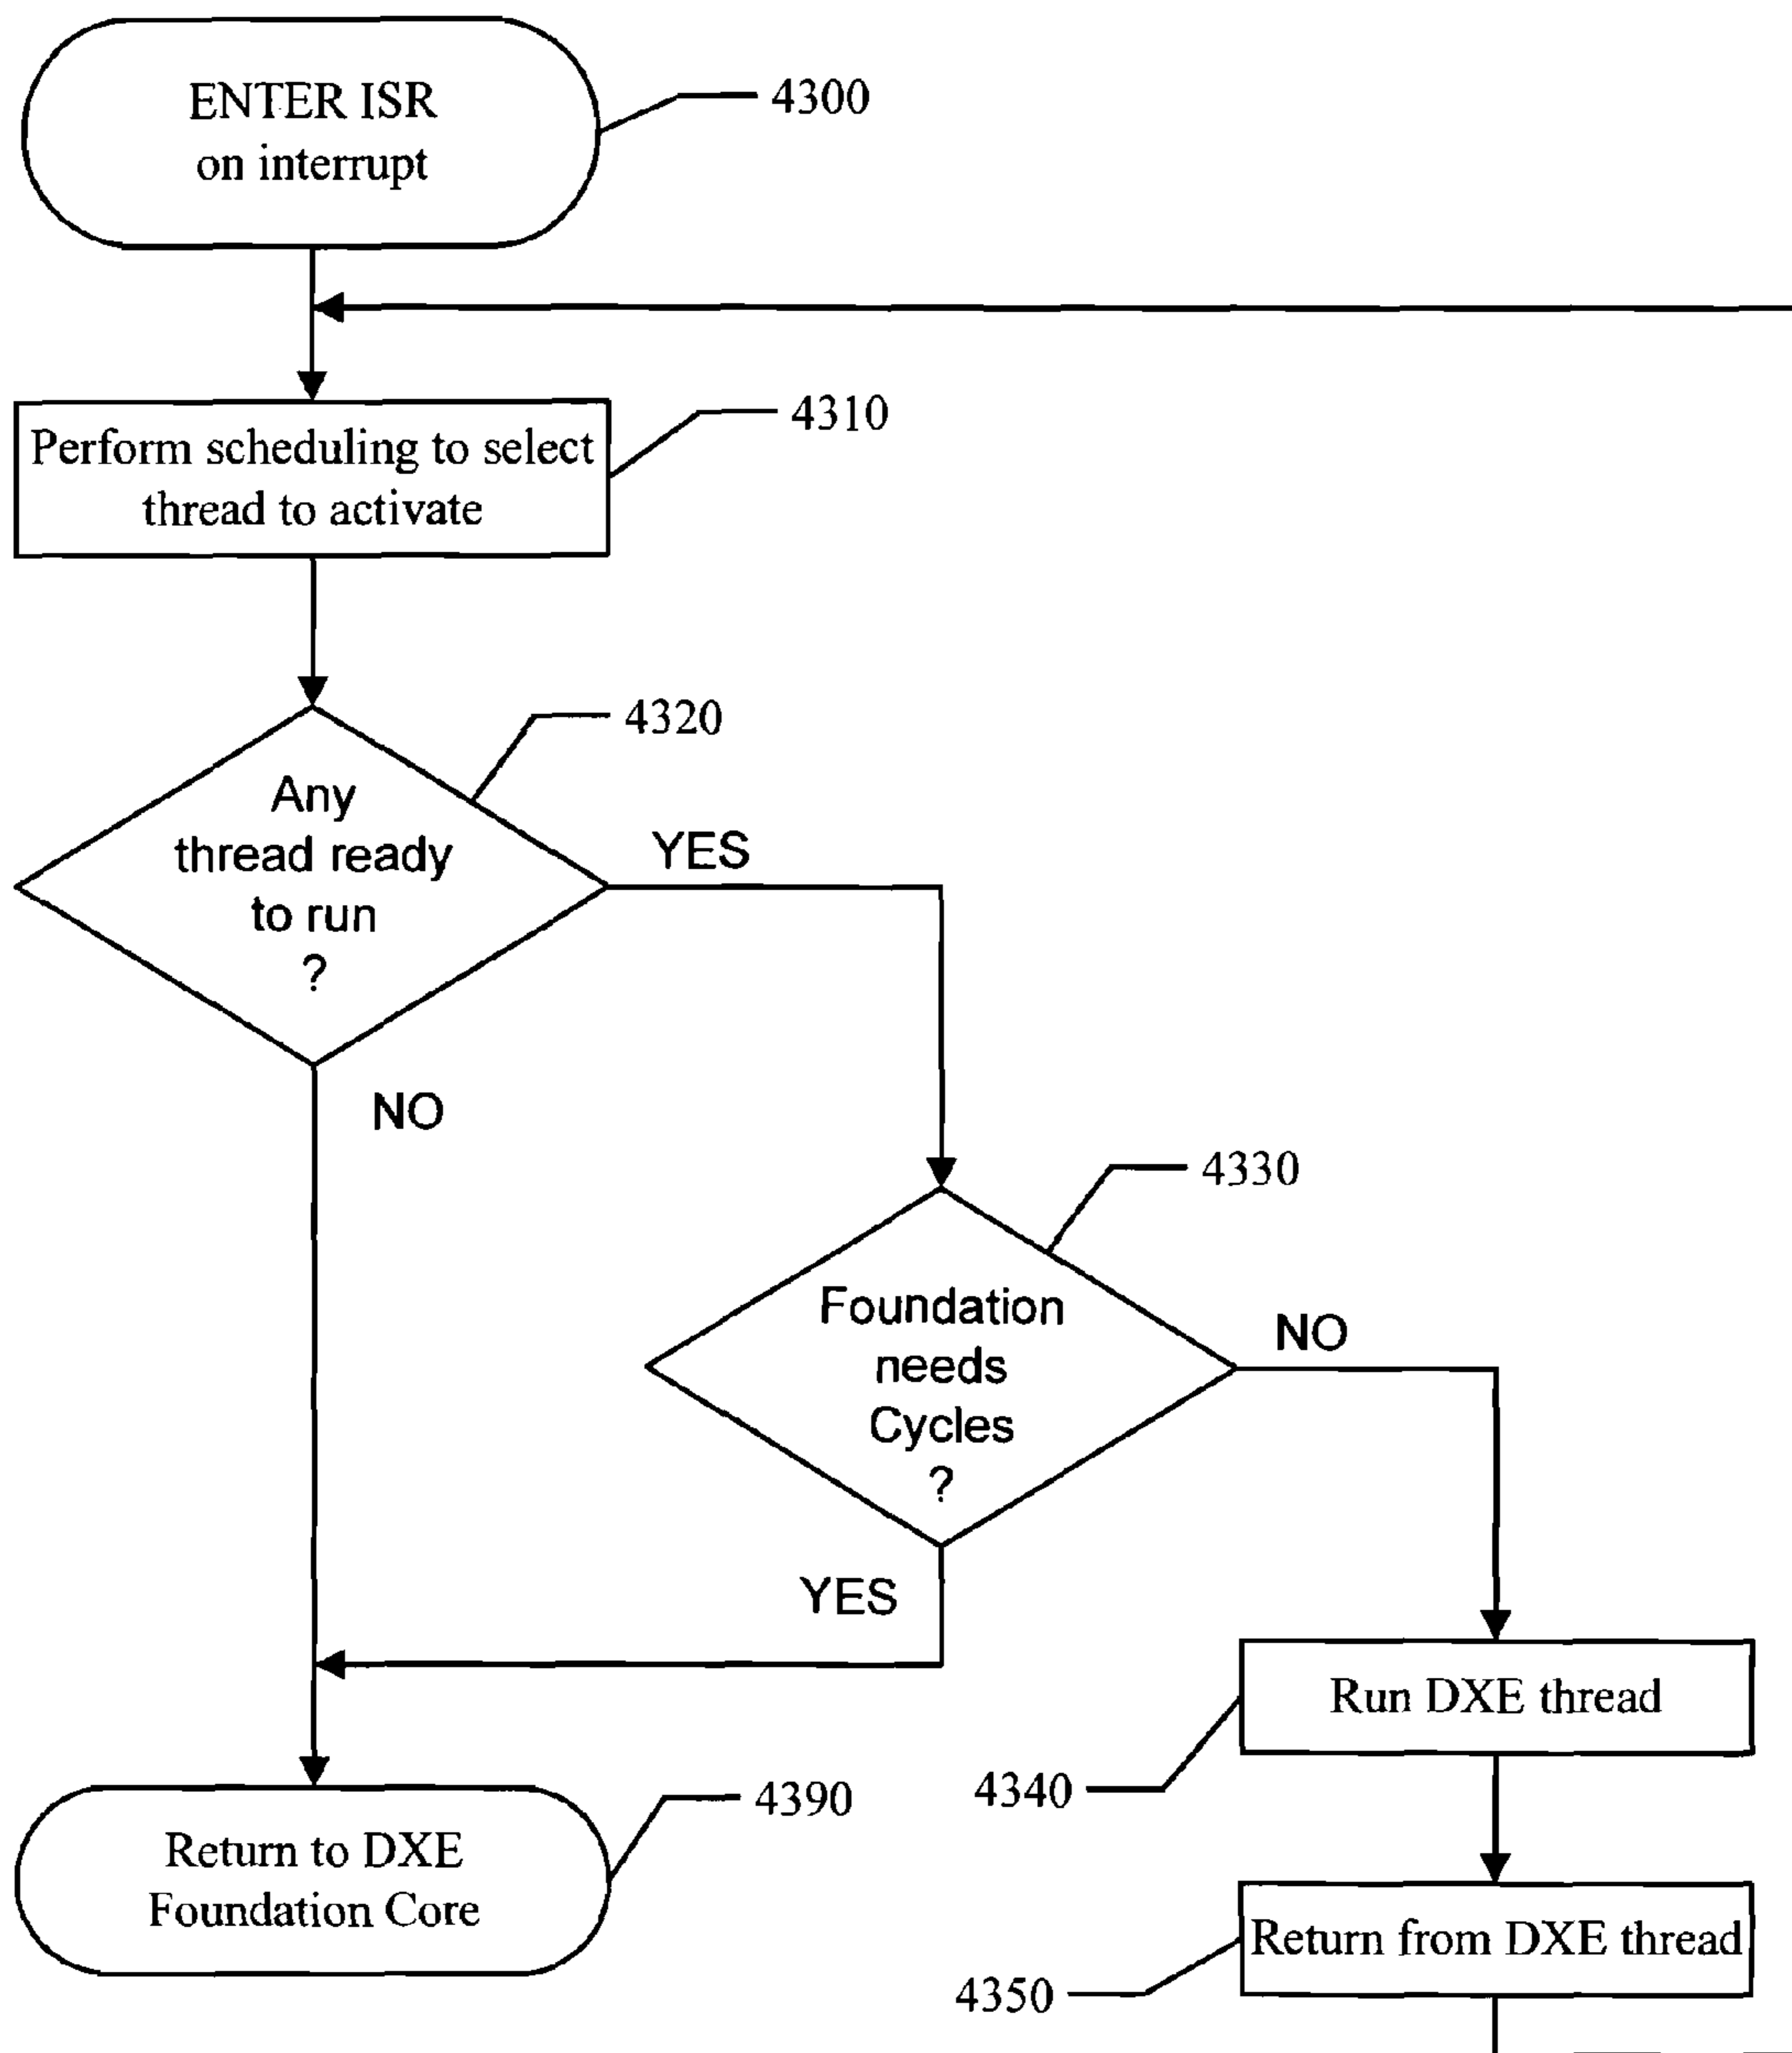 ENTER ISR
on interrupt
4300
Perform scheduling to select
thread to activate
4310
4320
Any
thread ready
to run
?
YES
NO
4330
Foundation
needs
Cycles
?
NO
YES
Run DXE thread
4340
Return to DXE
Foundation Core
4390
Return from DXE thread
4350